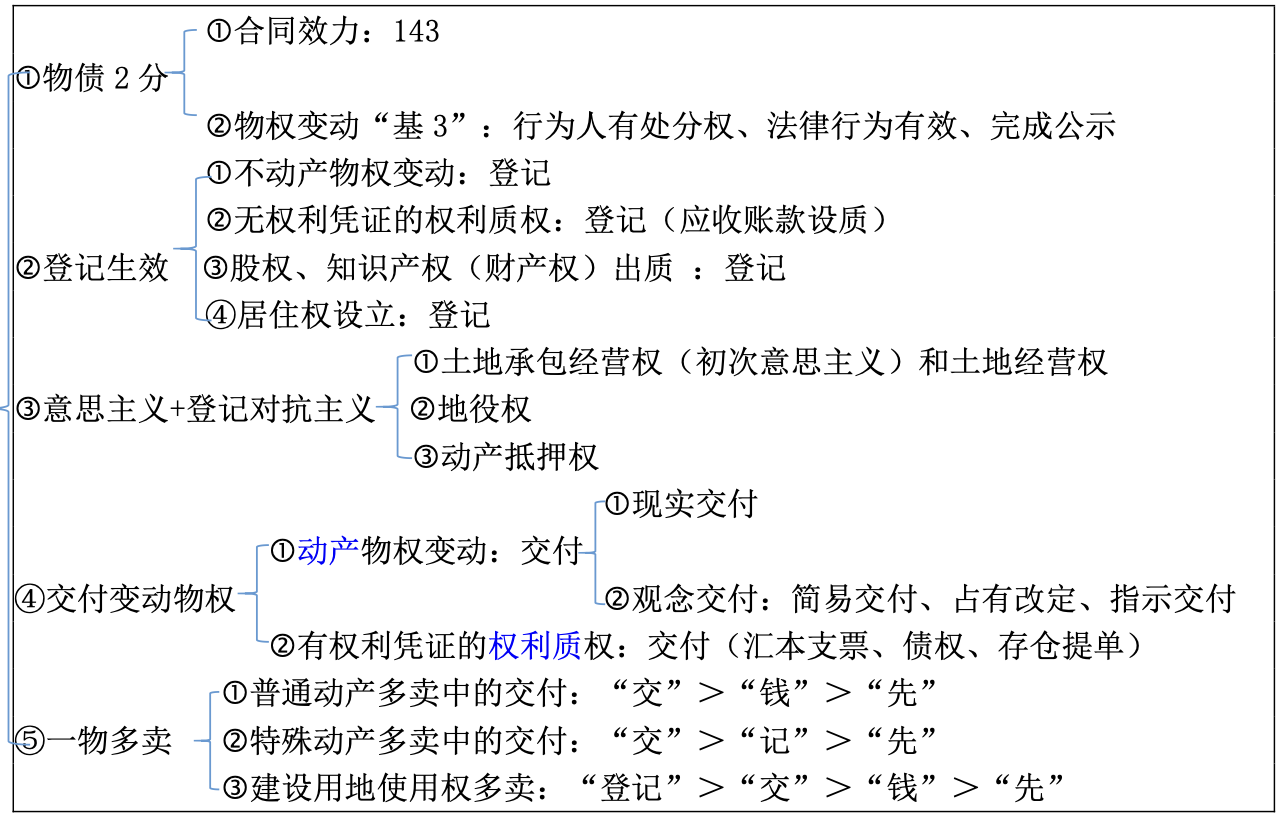 ①合同效力：143
①物债 2 分
②物权变动“基 3”：行为人有处分权、法律行为有效、完成公示
①不动产物权变动：登记
②无权利凭证的权利质权：登记（应收账款设质）
②登记生效
③股权、知识产权（财产权）出质 ：登记
④居住权设立：登记
①土地承包经营权（初次意思主义）和土地经营权
③意思主义+登记对抗主义
②地役权
③动产抵押权
①现实交付
①动产物权变动：交付
④交付变动物权
②观念交付：简易交付、占有改定、指示交付
②有权利凭证的权利质权：交付（汇本支票、债权、存仓提单）
①普通动产多卖中的交付：“交”＞“钱”＞“先”
⑤一物多卖
②特殊动产多卖中的交付：“交”＞“记”＞“先”
③建设用地使用权多卖：“登记”＞“交”＞“钱”＞“先”